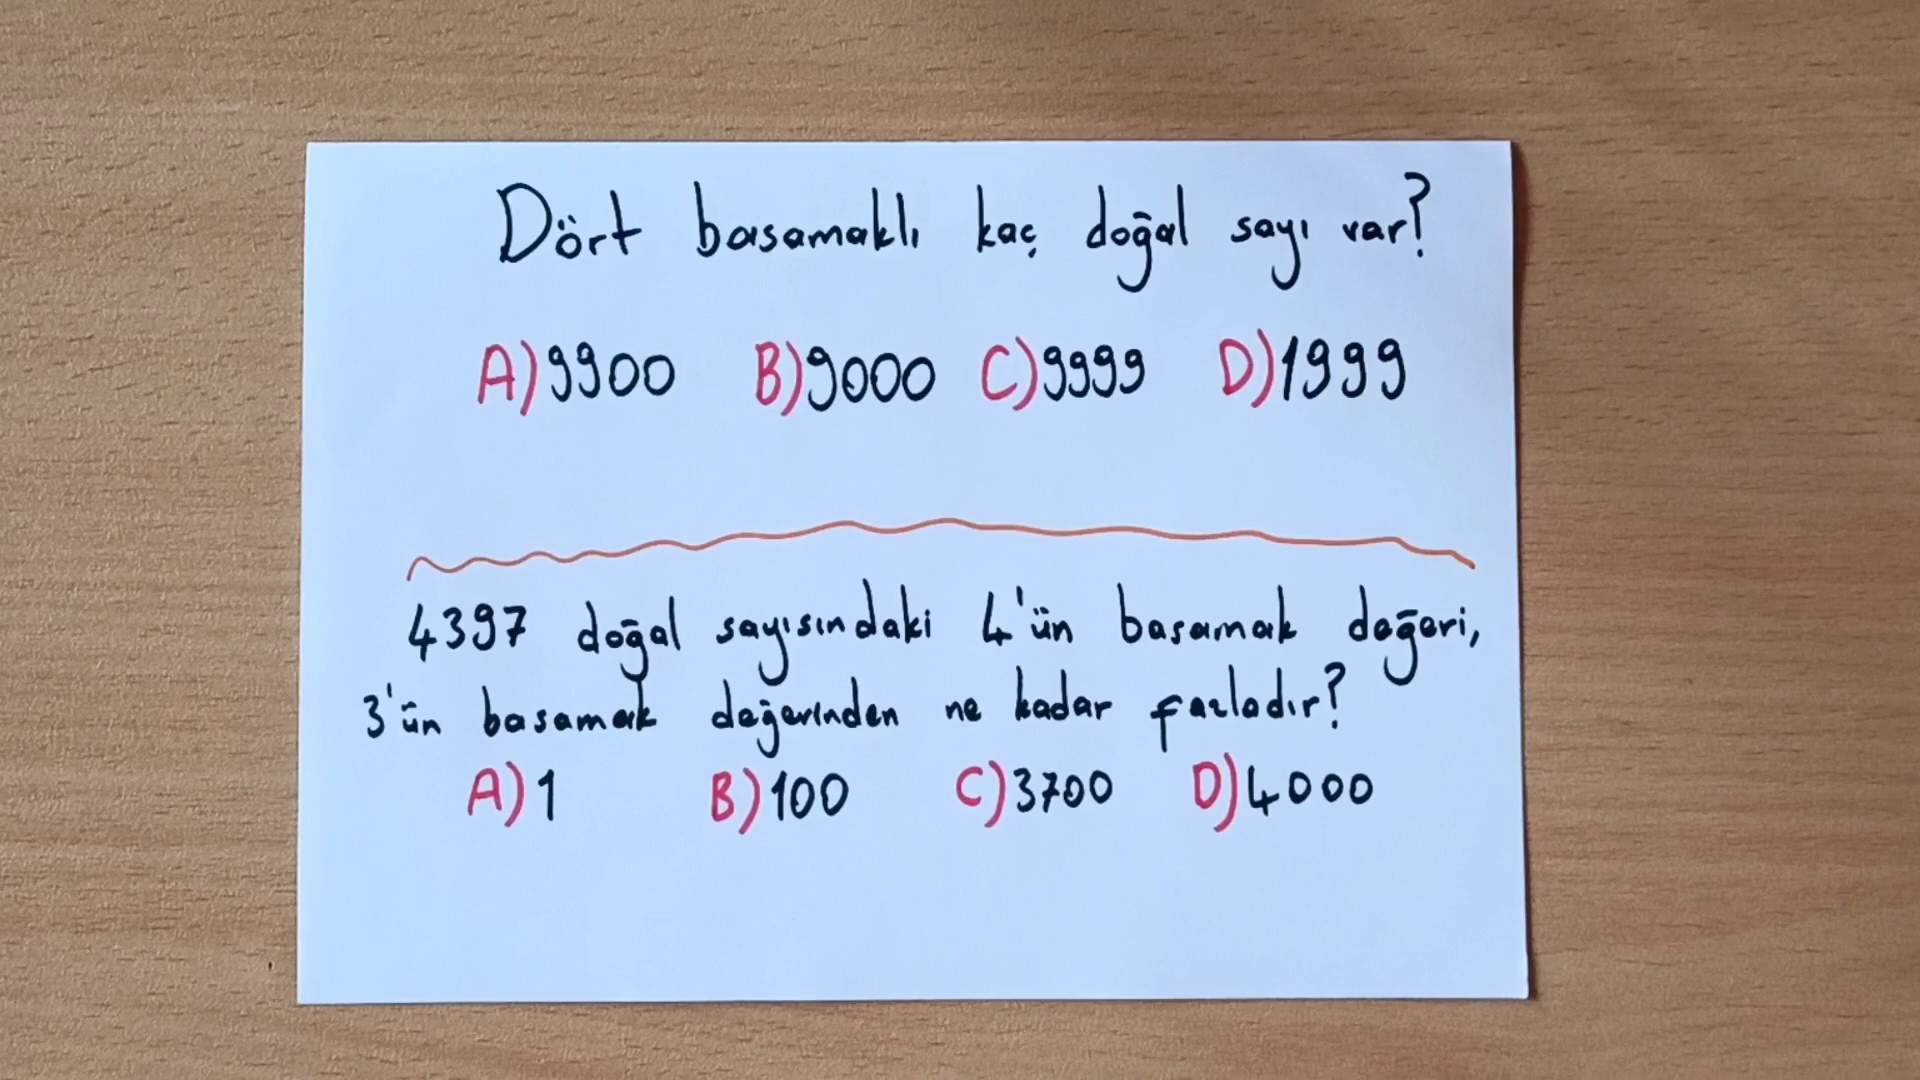 Dört basamaklı kaç doğal sayı var?
A)9900 B)9000 C)9999 D)1999
4397 doğal sayısındaki 4'ün basamak değeri,
3'ün basamak değerinden ne kadar fazladır?
A)1 B)100 C)3700 D)4000